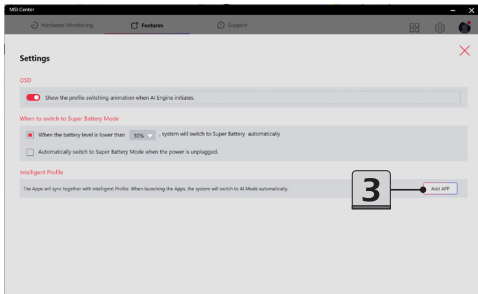 MSI Center
Hardware Monitoring Features Support
Settings
OSD
Show the profile switching animation when AI Engine initiates.
When to switch to Super Battery Mode
When the battery level is lower than 30% , system will switch to Super Battery automatically
Automatically switch to Super Battery Mode when the power is unplugged.
Intelligent Profile
The Apps will sync together with intelligent Profile. When launching the Apps, the system will switch to AI Mode automatically.
3
Add APP